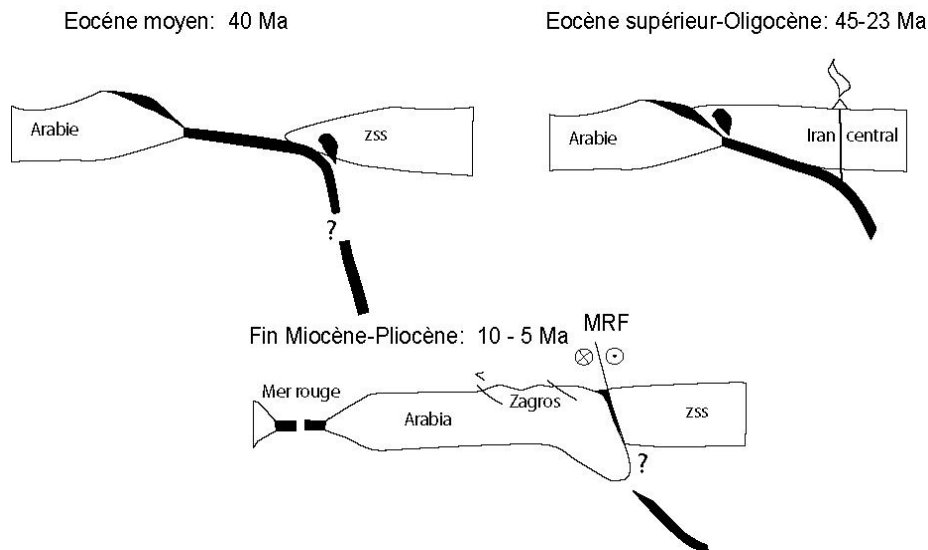 Eocéne moyen: 40 Ma
Eocène supérieur-Oligocène: 45-23 Ma
Arabie
zss
?
Arabie
Iran central
Fin Miocène-Pliocène: 10 - 5 Ma
MRF
<
Mer rouge
Zagros
Arabia
zss
?